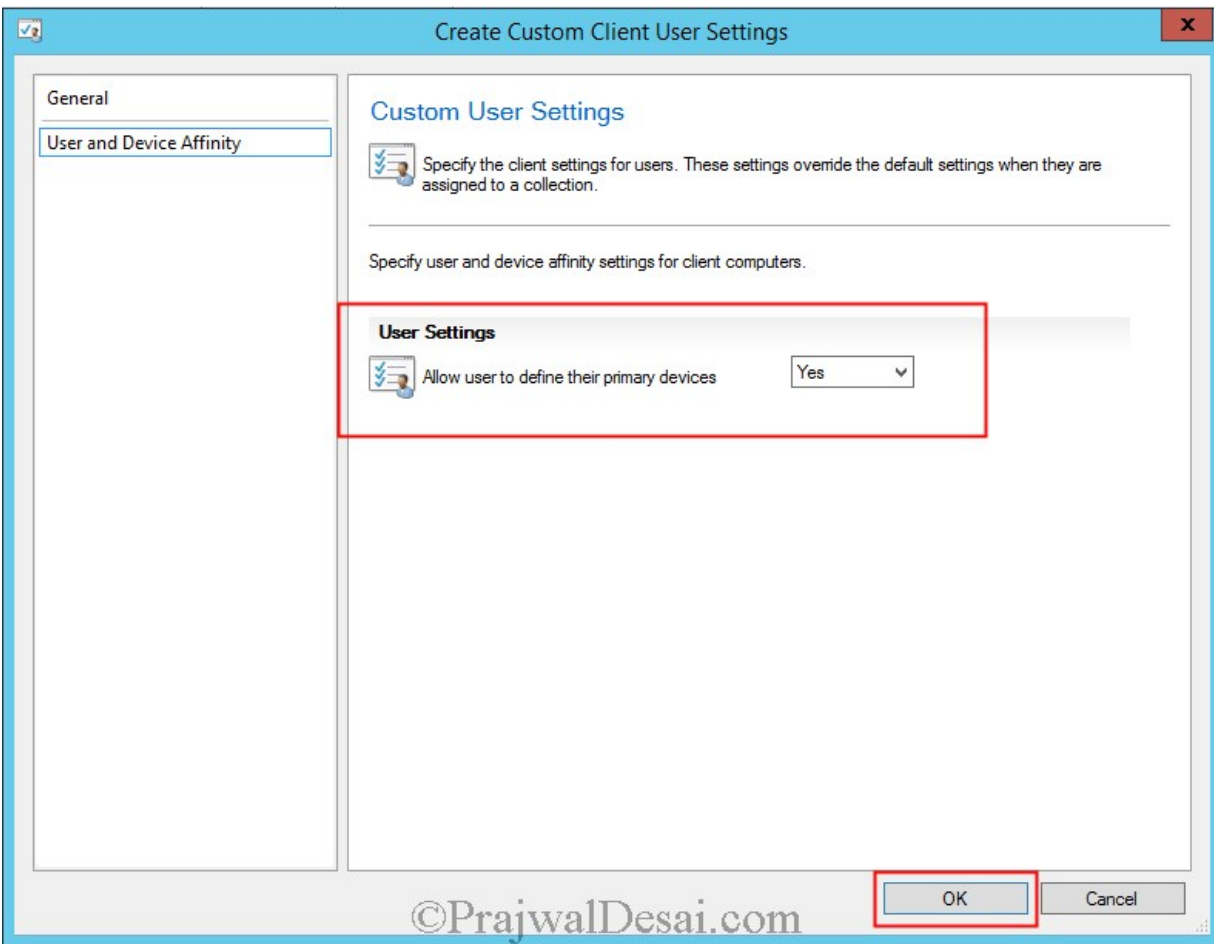 Create Custom Client User Settings
x
General
User and Device Affinity
Custom User Settings
Specify the client settings for users. These settings override the default settings when they are
assigned to a collection.
Specify user and device affinity settings for client computers.
User Settings
Allow user to define their primary devices
Yes
OK
Cancel
©PrajwalDesai.com